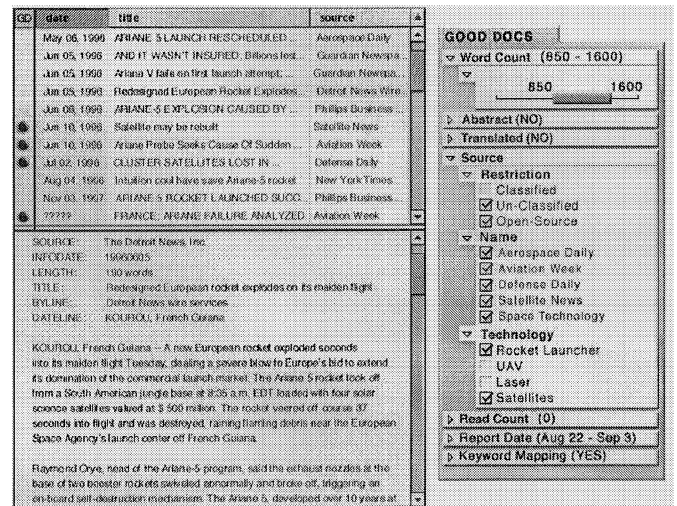 date title source
May 06, 1996 ARIANE 5 LAUNCH RESCHEDULED ... Aerospace Daily
Jun 05, 1996 AND IT WASN'T INSURED, Billions lost... Guardian Newspa...
Jun 05, 1996 Ariane V fails on first launch attempt; ... Guardian Newspa...
Jun 05, 1996 Redesigned European Rocket Explodes... Detroit News Wire...
Jun 06, 1996 ARIANE-5 EXPLOSION CAUSED BY ... Phillips Business...
Jun 10, 1996 Satellite may be rebuilt Satellite News
Jun 10, 1996 Ariane Probe Seeks Cause Of Sudden ... Aviation Week
Jul 02, 1996 CLUSTER SATELLITES LOST IN ... Defense Daily
Aug 04, 1996 Intuition coul have save Ariane-5 rocket New York Times...
Nov 03, 1997 ARIANE 5 ROCKET LAUNCHED SUCC... Phillips Business...
????? FRANCE; ARIANE FAILURE ANALYZED Aviation Week
SOURCE: The Detroit News, Inc.
INFODATE: 19960605
LENGTH: 190 words
TITLE: Redesigned European rocket explodes on its maiden flight
BYLINE: Detroit News wire services
DATELINE: KOUROU, French Guiana
KOUROU, French Guiana -- A new European rocket exploded seconds
into its maiden flight Tuesday, dealing a severe blow to Europe's bid to extend
its domination of the commercial launch market. The Ariane 5 rocket took off
from a South American jungle base at 8:35 a.m. EDT loaded with four solar
science satellites valued at $ 500 million. The rocket veered off course 37
seconds into flight and was destroyed, raining flaming debris near the European
Space Agency's launch center off French Guiana.
Raymond Orye, head of the Ariane-5 program, said the exhaust nozzles at the
base of two booster rockets swiveled abnormally and broke off, triggering an
on-board self-destruction mechanism. The Ariane 5, developed over 10 years at
GOOD DOCS
Word Count (850 - 1600)
850 1600
Abstract (NO)
Translated (NO)
Source
Restriction
Classified
Un-Classified
Open-Source
Name
Aerospace Daily
Aviation Week
Defense Daily
Satellite News
Space Technology
Technology
Rocket Launcher
UAV
Laser
Satellites
Read Count (0)
Report Date (Aug 22 - Sep 3)
Keyword Mapping (YES)